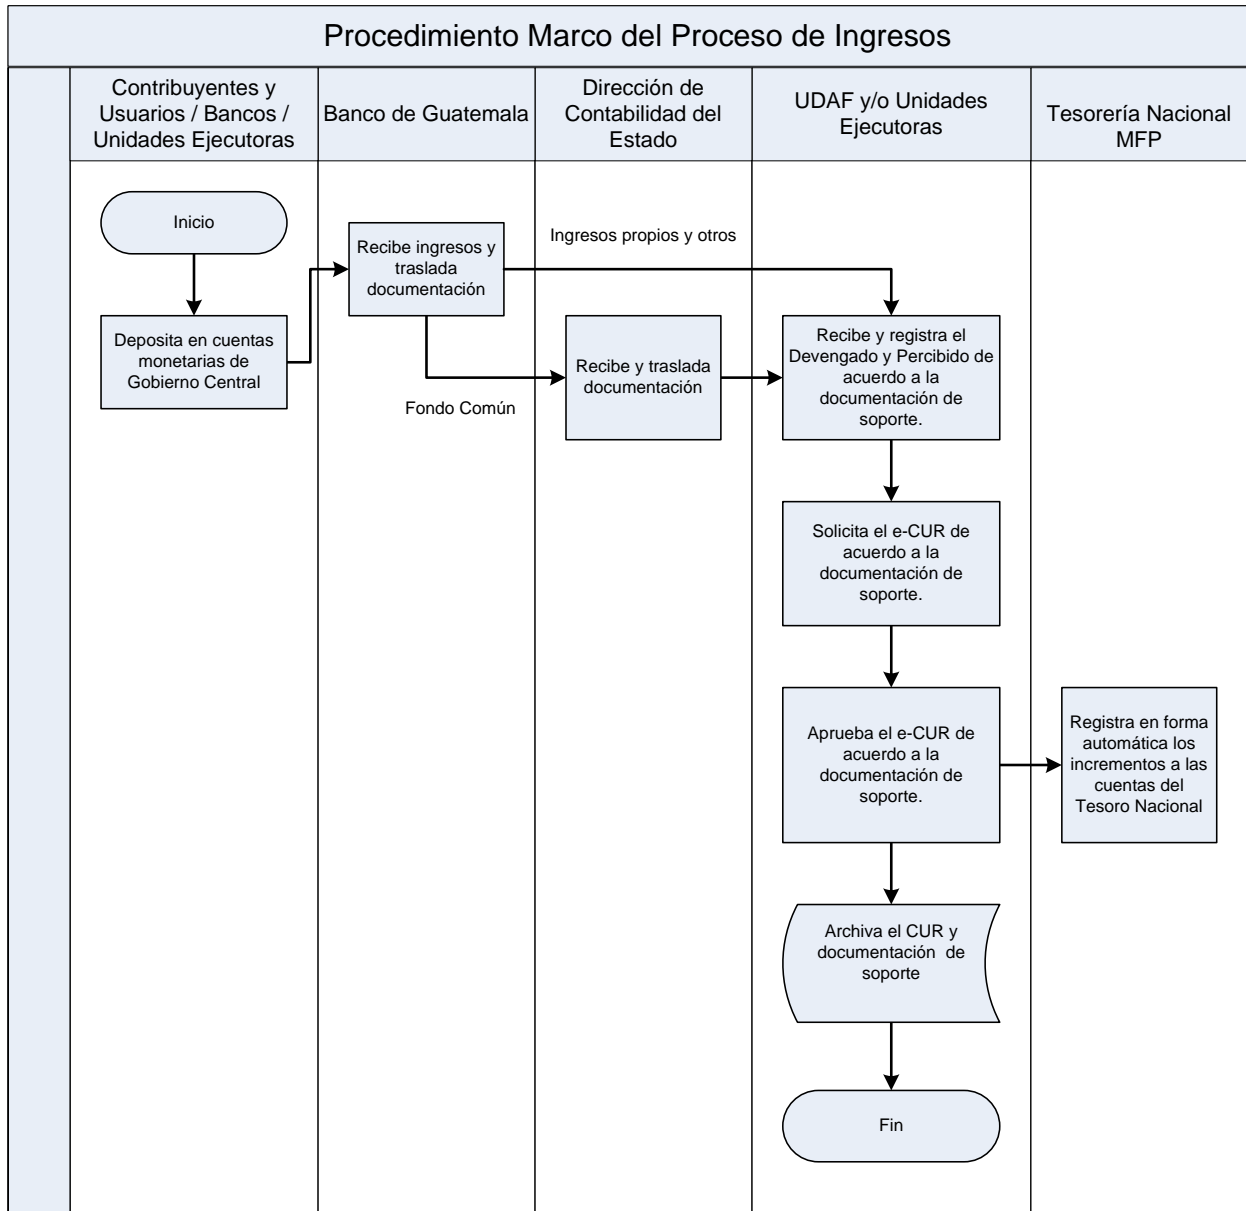 Procedimiento Marco del Proceso de Ingresos
Contribuyentes y
Usuarios / Bancos /
Unidades Ejecutoras
Banco de Guatemala
Dirección de
Contabilidad del
Estado
UDAF y/o Unidades
Ejecutoras
Tesorería Nacional
MFP
Inicio
Deposita en cuentas
monetarias de
Gobierno Central
Recibe ingresos y
traslada
documentación
Ingresos propios y otros
Fondo Común
Recibe y traslada
documentación
Recibe y registra el
Devengado y Percibido de
acuerdo a la
documentación de
soporte.
Solicita el e-CUR de
acuerdo a la
documentación de
soporte.
Aprueba el e-CUR de
acuerdo a la
documentación de
soporte.
Registra en forma
automática los
incrementos a las
cuentas del
Tesoro Nacional
Archiva el CUR y
documentación de
soporte
Fin